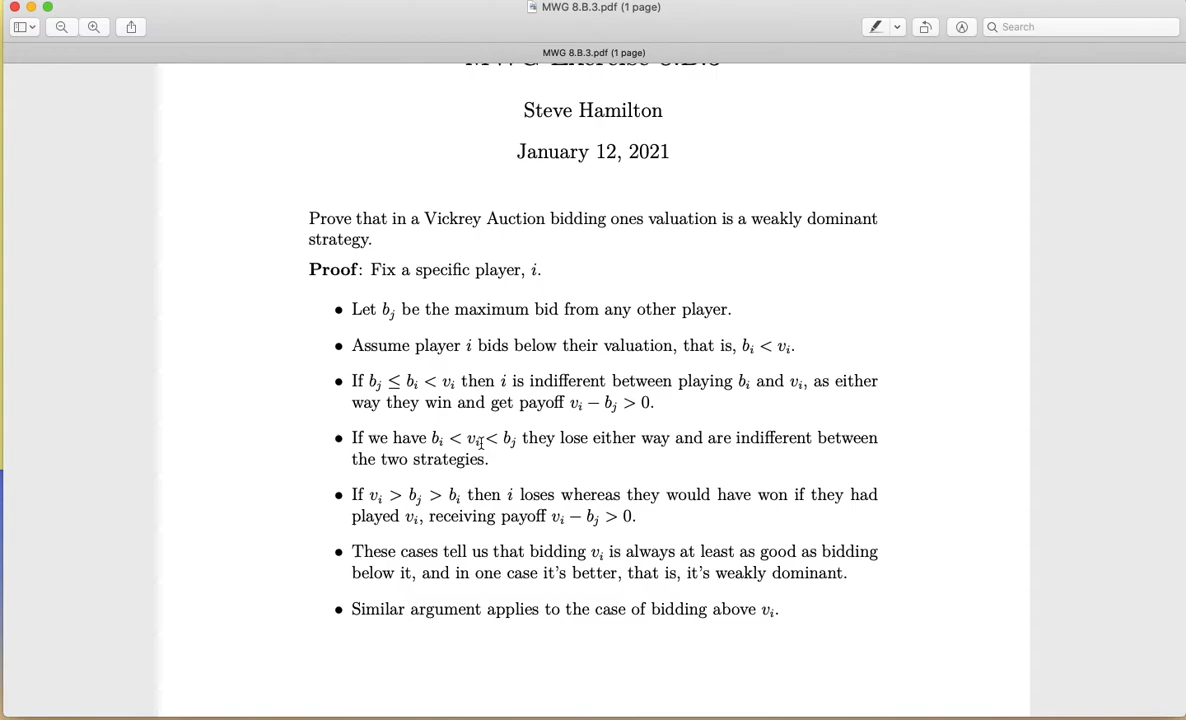 MWG 8.B.3.pdf (1 page)
Search
MWG 8.B.3.pdf (1 page)
MWG Exercise 8.B.3
Steve Hamilton
January 12, 2021
Prove that in a Vickrey Auction bidding ones valuation is a weakly dominant
strategy.
Proof: Fix a specific player, i.
• Let b_j be the maximum bid from any other player.
• Assume player i bids below their valuation, that is, b_i < v_i.
• If b_j ≤ b_i < v_i then i is indifferent between playing b_i and v_i, as either
way they win and get payoff v_i − b_j > 0.
• If we have b_i < v_i < b_j they lose either way and are indifferent between
the two strategies.
• If v_i > b_j > b_i then i loses whereas they would have won if they had
played v_i, receiving payoff v_i − b_j > 0.
• These cases tell us that bidding v_i is always at least as good as bidding
below it, and in one case it's better, that is, it's weakly dominant.
• Similar argument applies to the case of bidding above v_i.